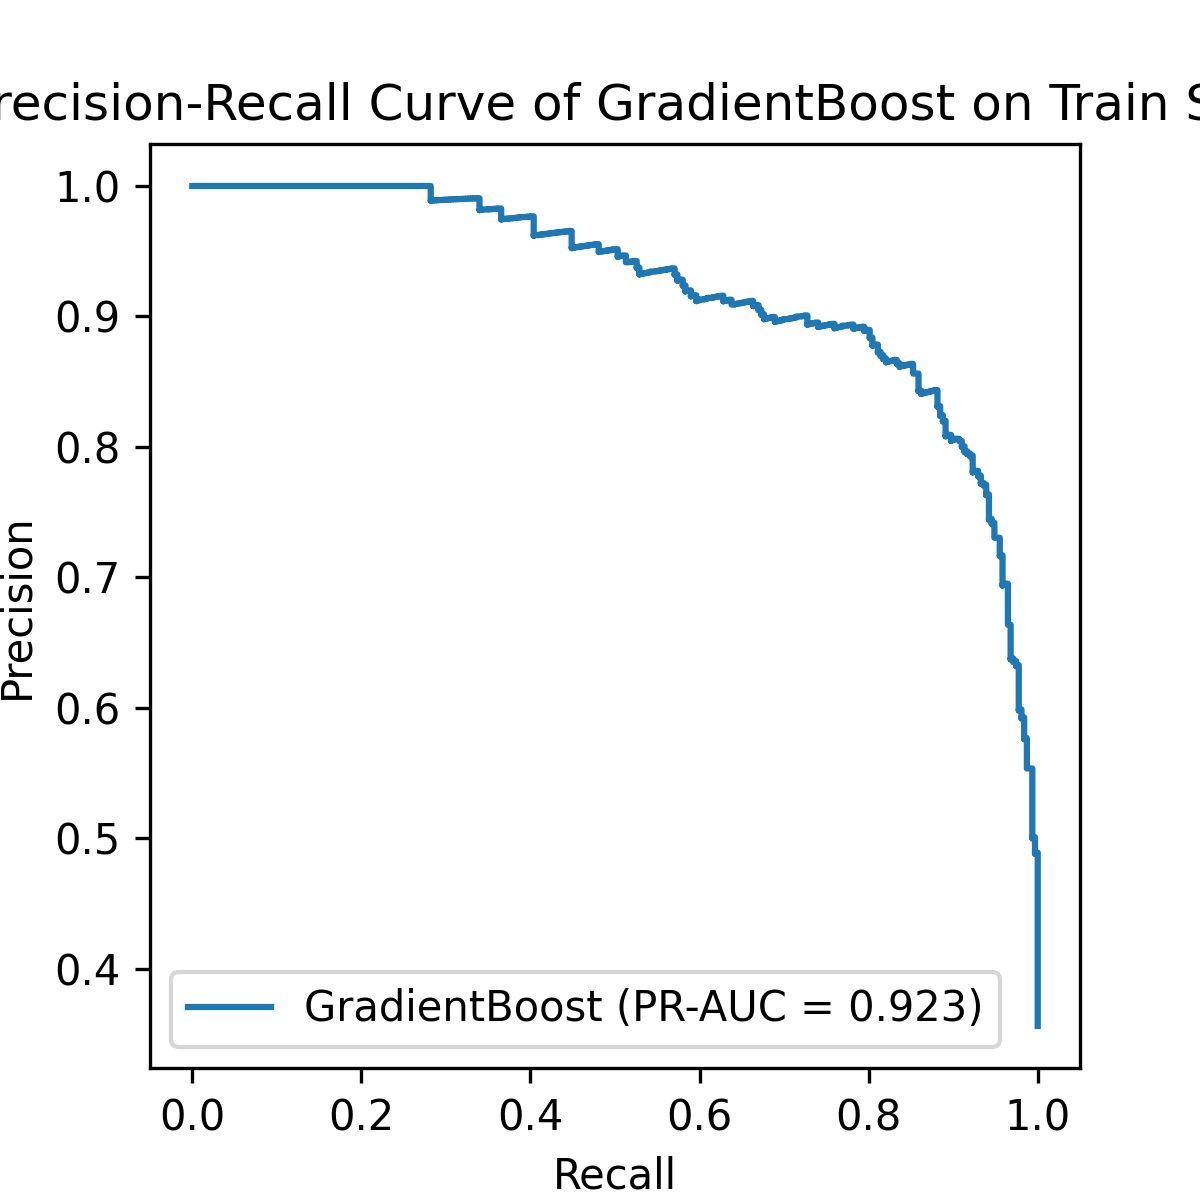 recision-Recall Curve of GradientBoost on Train S
1.0
0.9
0.8
0.7
0.6
0.5
0.4
Precision
GradientBoost (PR-AUC = 0.923)
0.0 0.2 0.4 0.6 0.8 1.0
Recall